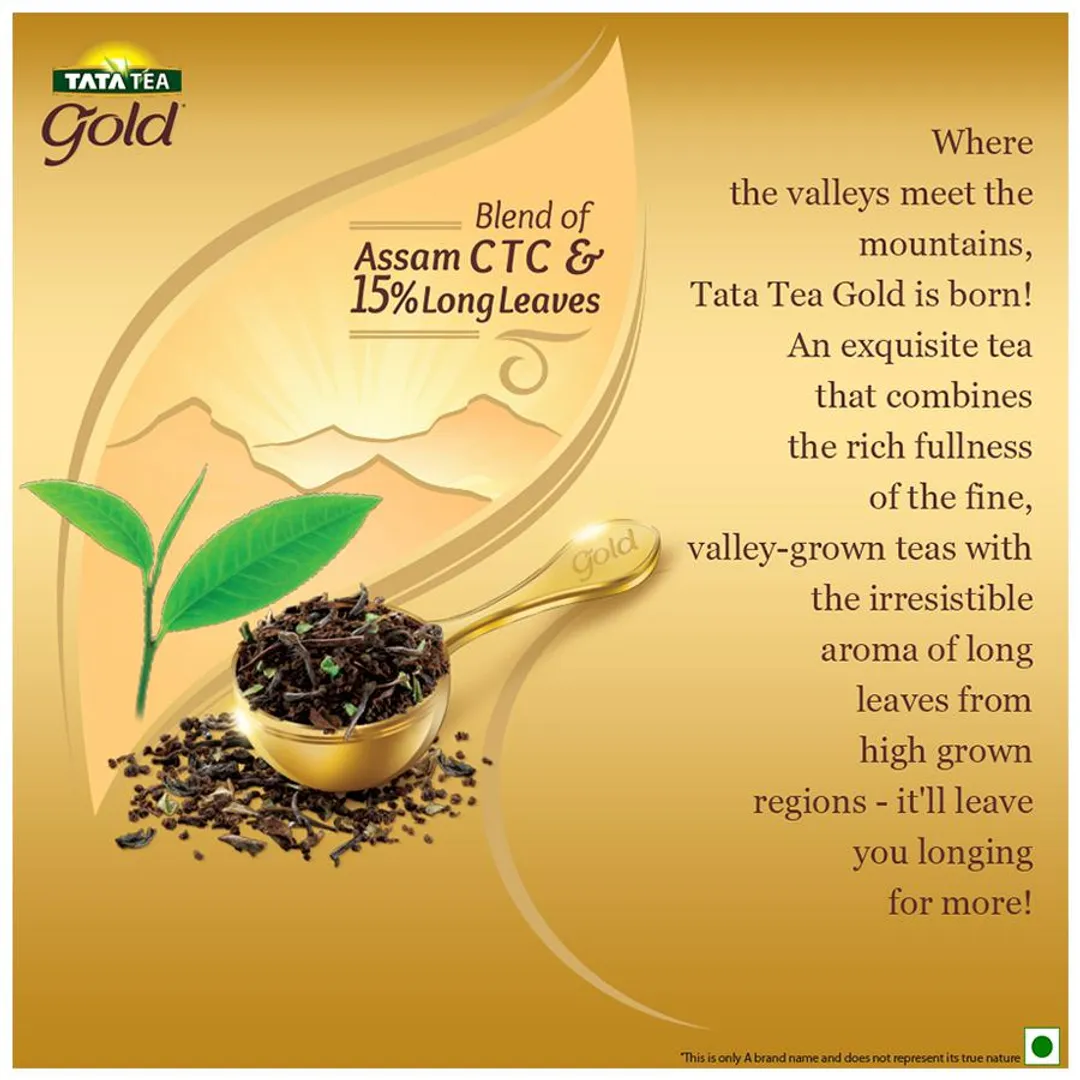 TATA TEA
gold*
Blend of
Assam CTC &
15% Long Leaves
Where
the valleys meet the
mountains,
Tata Tea Gold is born!
An exquisite tea
that combines
the rich fullness
of the fine,
valley-grown teas with
the irresistible
aroma of long
leaves from
high grown
regions - it'll leave
you longing
for more!
gold
*This is only A brand name and does not represent its true nature